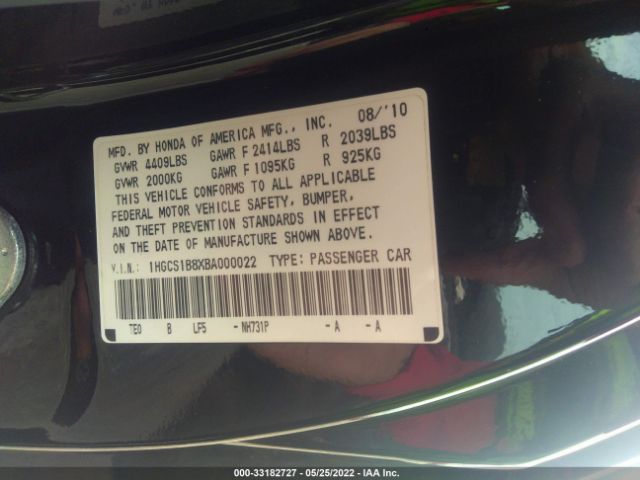 MFD. BY HONDA OF AMERICA MFG., INC. 08/'10
GVWR 4409LBS GAWR F 2414LBS R 2039LBS
GVWR 2000KG GAWR F 1095KG R 925KG
THIS VEHICLE CONFORMS TO ALL APPLICABLE
FEDERAL MOTOR VEHICLE SAFETY, BUMPER,
AND THEFT PREVENTION STANDARDS IN EFFECT
ON THE DATE OF MANUFACTURE SHOWN ABOVE.
V.I.N.: 1HGCS1B8XBA000022 TYPE: PASSENGER CAR
TE0 B LF5 -NH731P -A -A
000-33182727 - 05/25/2022 - IAA Inc.